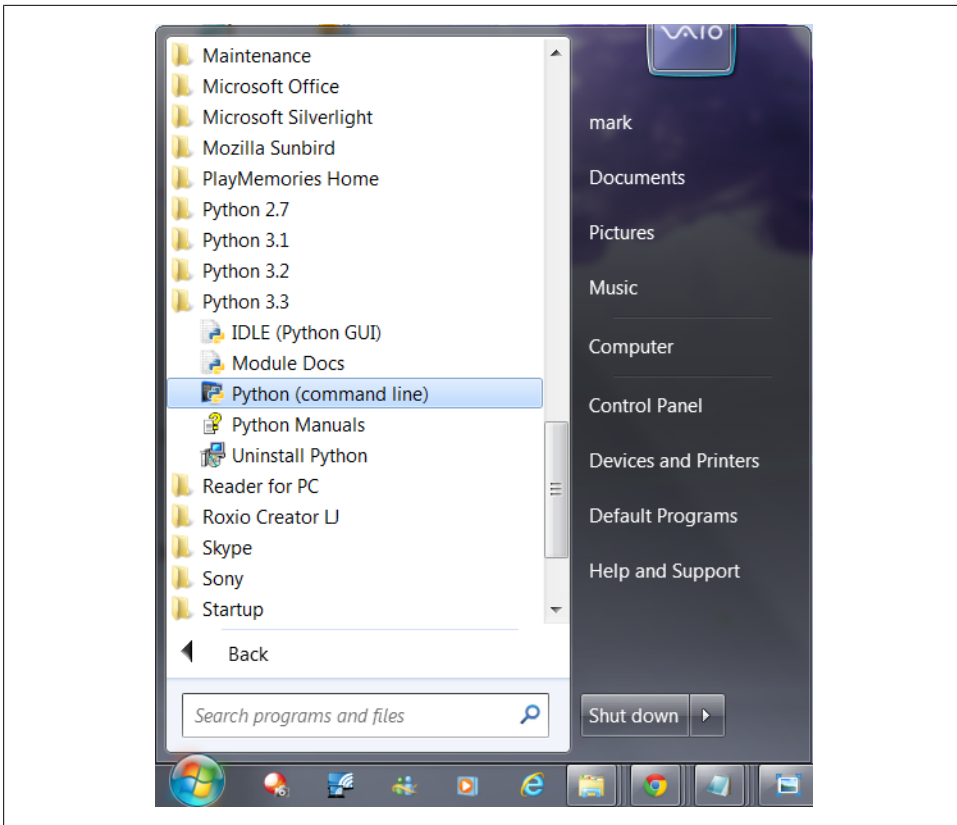 Maintenance
Microsoft Office
Microsoft Silverlight
Mozilla Sunbird
PlayMemories Home
Python 2.7
Python 3.1
Python 3.2
Python 3.3
IDLE (Python GUI)
Module Docs
Python (command line)
Python Manuals
Uninstall Python
Reader for PC
Roxio Creator LJ
Skype
Sony
Startup
Back
Search programs and files
VAIO
mark
Documents
Pictures
Music
Computer
Control Panel
Devices and Printers
Default Programs
Help and Support
Shut down